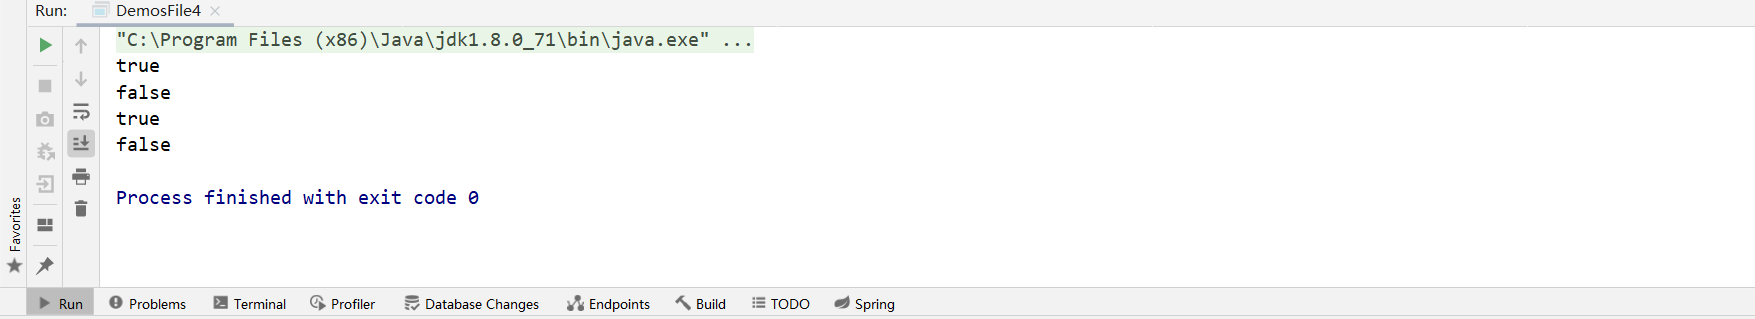 Run: DemosFile4
"C:\Program Files (x86)\Java\jdk1.8.0_71\bin\java.exe" ...
true
false
true
false
Process finished with exit code 0
Favorites
Run Problems Terminal Profiler Database Changes Endpoints Build TODO Spring